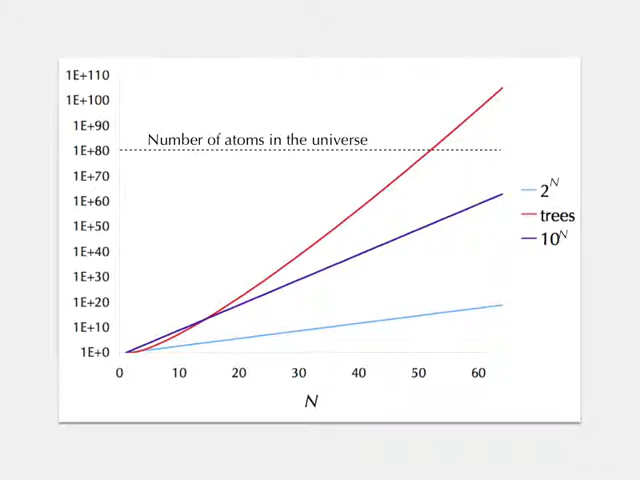 1E+110
1E+100
1E+90
1E+80
1E+70
1E+60
1E+50
1E+40
1E+30
1E+20
1E+10
1E+0
Number of atoms in the universe
0 10 20 30 40 50 60
N
2^N
trees
10^N